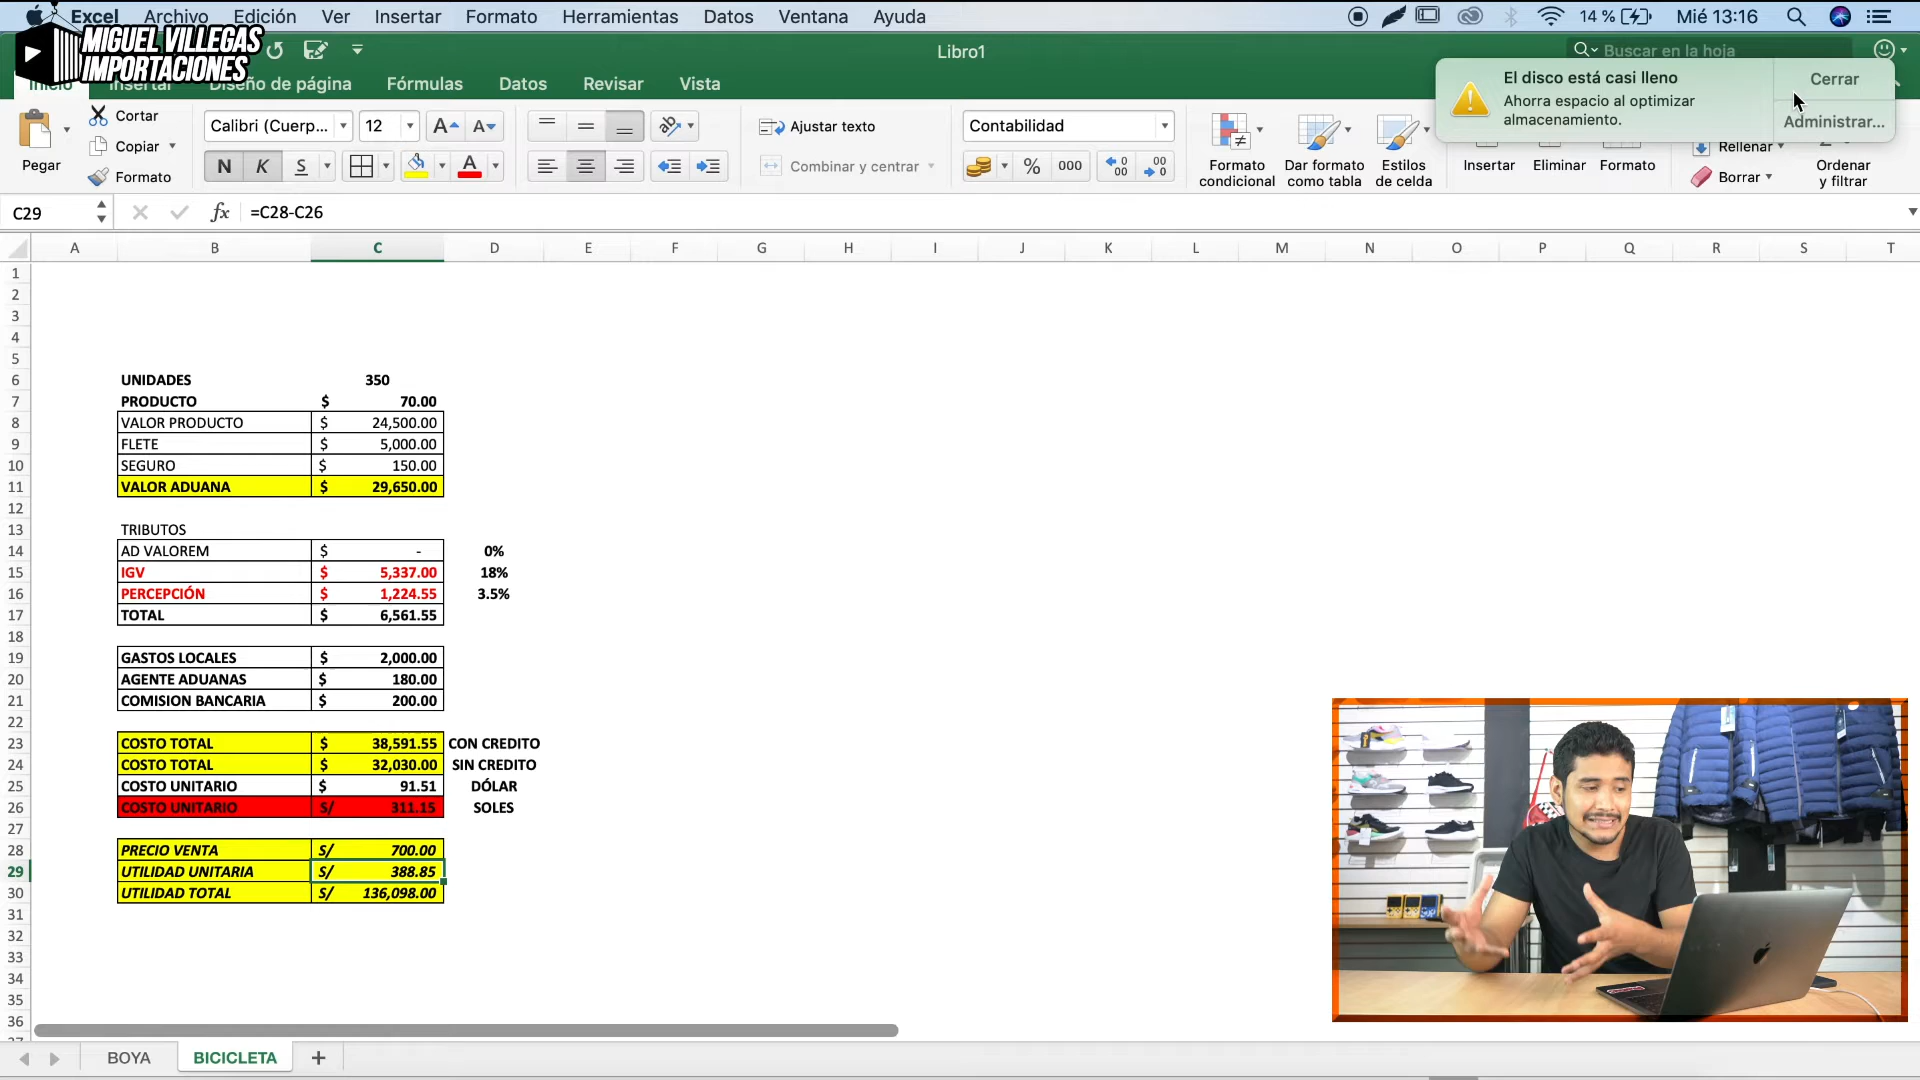 Excel Archivo Edición Ver Insertar Formato Herramientas Datos Ventana Ayuda 14 % Mié 13:16
MIGUEL VILLEGAS
IMPORTACIONES
Libro1
Buscar en la hoja
Inicio Insertar Diseño de página Fórmulas Datos Revisar Vista
El disco está casi lleno
Ahorra espacio al optimizar
almacenamiento.
Cerrar
Administrar...
Pegar
Cortar
Copiar
Formato
Calibri (Cuerp... 12
N K S
Ajustar texto
Combinar y centrar
Contabilidad
% 000
Formato
condicional
Dar formato
como tabla
Estilos
de celda
Insertar Eliminar Formato
Rellenar
Borrar
Ordenar
y filtrar
C29 fx =C28-C26
A B C D E F G H I J K L M N O P Q R S T
1
2
3
4
5
6 UNIDADES 350
7 PRODUCTO $ 70.00
8 VALOR PRODUCTO $ 24,500.00
9 FLETE $ 5,000.00
10 SEGURO $ 150.00
11 VALOR ADUANA $ 29,650.00
12
13 TRIBUTOS
14 AD VALOREM $ - 0%
15 IGV $ 5,337.00 18%
16 PERCEPCIÓN $ 1,224.55 3.5%
17 TOTAL $ 6,561.55
18
19 GASTOS LOCALES $ 2,000.00
20 AGENTE ADUANAS $ 180.00
21 COMISION BANCARIA $ 200.00
22
23 COSTO TOTAL $ 38,591.55 CON CREDITO
24 COSTO TOTAL $ 32,030.00 SIN CREDITO
25 COSTO UNITARIO $ 91.51 DÓLAR
26 COSTO UNITARIO S/ 311.15 SOLES
27
28 PRECIO VENTA S/ 700.00
29 UTILIDAD UNITARIA S/ 388.85
30 UTILIDAD TOTAL S/ 136,098.00
31
32
33
34
35
36
BOYA BICICLETA +